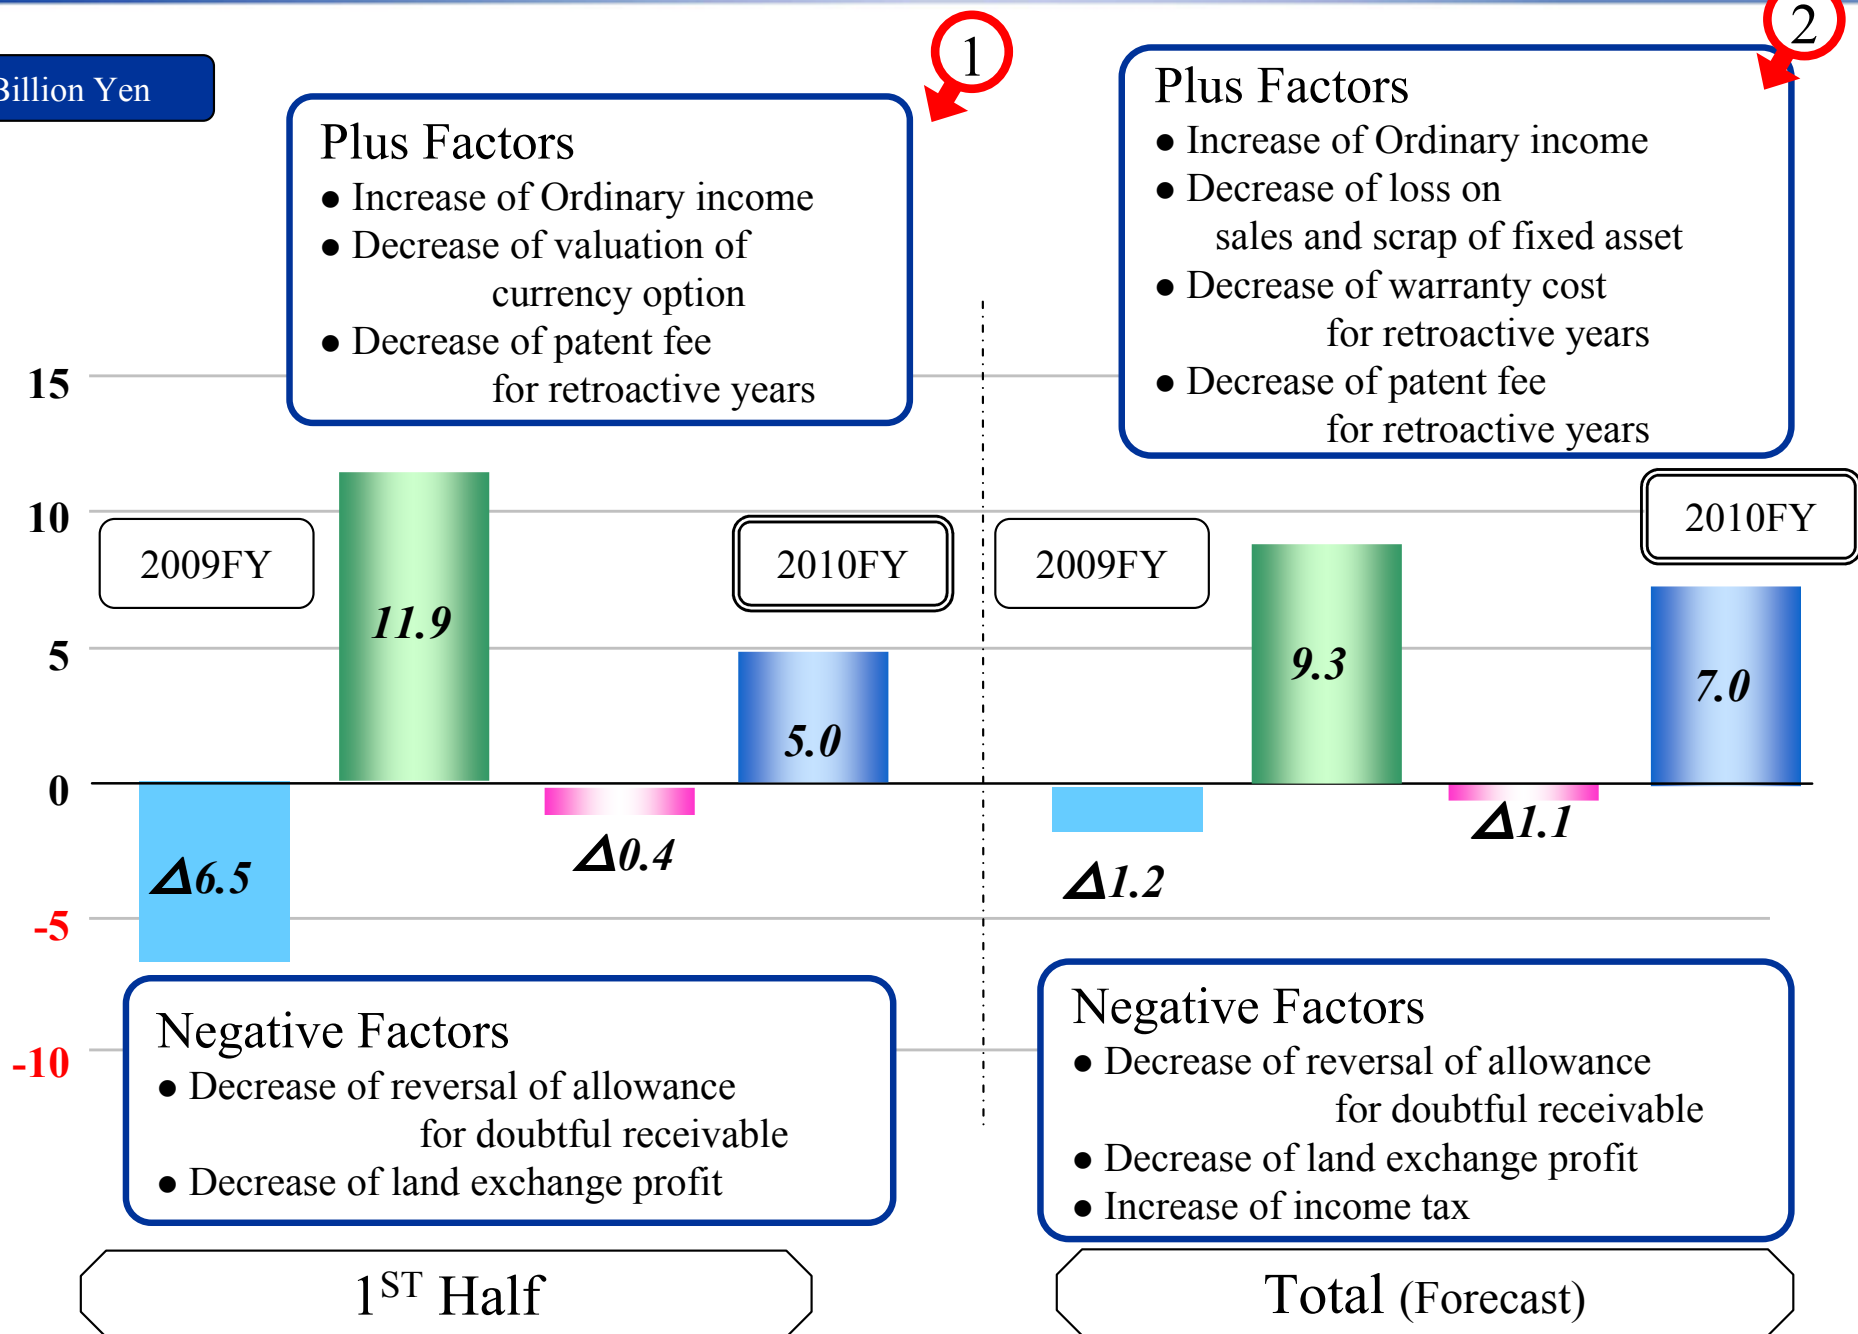 Billion Yen
1
Plus Factors
● Increase of Ordinary income
● Decrease of valuation of
currency option
● Decrease of patent fee
for retroactive years
2
Plus Factors
● Increase of Ordinary income
● Decrease of loss on
sales and scrap of fixed asset
● Decrease of warranty cost
for retroactive years
● Decrease of patent fee
for retroactive years
15
10
5
0
-5
-10
2009FY
11.9
2010FY
5.0
Δ6.5
Δ0.4
2009FY
9.3
2010FY
7.0
Δ1.2
Δ1.1
Negative Factors
● Decrease of reversal of allowance
for doubtful receivable
● Decrease of land exchange profit
Negative Factors
● Decrease of reversal of allowance
for doubtful receivable
● Decrease of land exchange profit
● Increase of income tax
1ST Half
Total (Forecast)